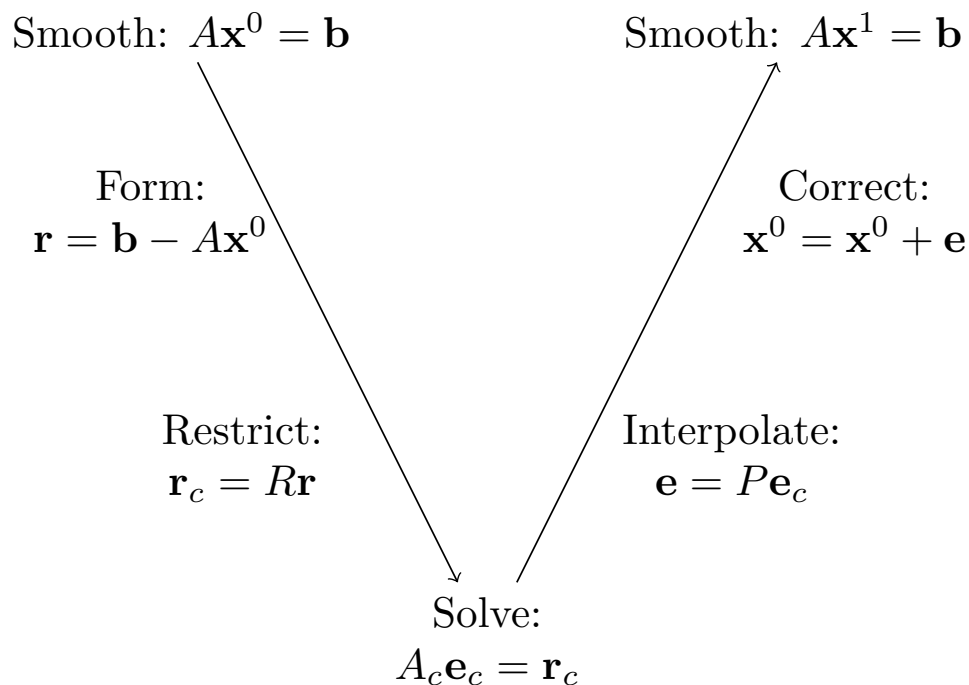 Smooth: Ax⁰ = b
Form:
r = b − Ax⁰
Restrict:
r_c = Rr
Solve:
A_c e_c = r_c
Interpolate:
e = Pe_c
Correct:
x⁰ = x⁰ + e
Smooth: Ax¹ = b